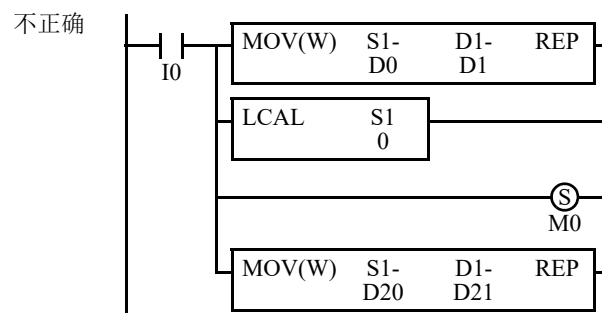 不正确
MOV(W) S1- D1- REP
D0 D1
I0
LCAL S1
0
S
M0
MOV(W) S1- D1- REP
D20 D21